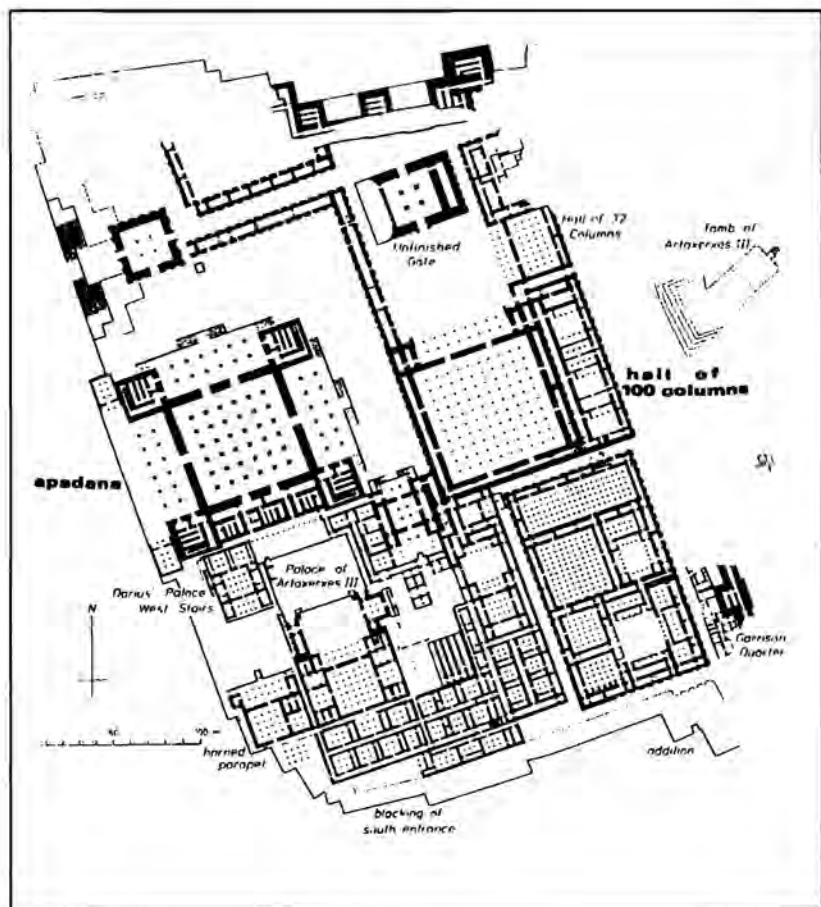 Hall of 32
Columns
Unfinished
Gate
Tomb of
Artaxerxes III
hall of
100 columns
apadana
Palace of
Artaxerxes III
Darius' Palace
West Stairs
N
50
100
Garrison
Quarter
horned
parapet
addition
blocking of
south entrance